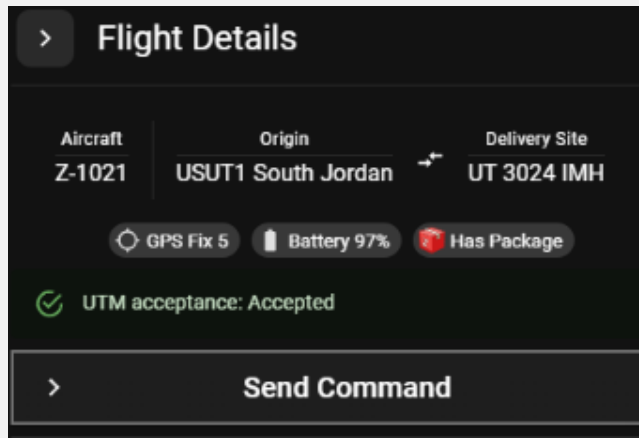 Flight Details
Aircraft
Z-1021
Origin
USUT1 South Jordan
Delivery Site
UT 3024 IMH
GPS Fix 5
Battery 97%
Has Package
UTM acceptance: Accepted
Send Command